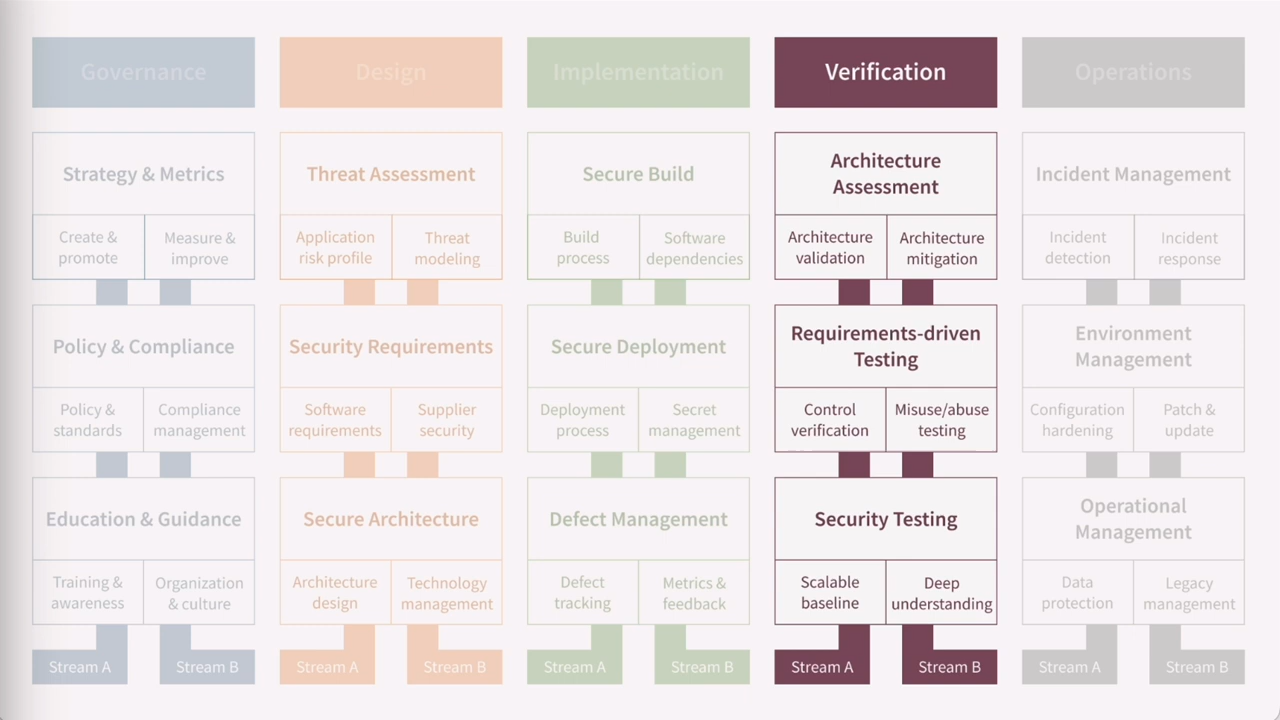 Governance
Design
Implementation
Verification
Operations
Strategy & Metrics
Threat Assessment
Secure Build
Architecture
Assessment
Incident Management
Create &
promote
Measure &
improve
Application
risk profile
Threat
modeling
Build
process
Software
dependencies
Architecture
validation
Architecture
mitigation
Incident
detection
Incident
response
Policy & Compliance
Security Requirements
Secure Deployment
Requirements-driven
Testing
Environment
Management
Policy &
standards
Compliance
management
Software
requirements
Supplier
security
Deployment
process
Secret
management
Control
verification
Misuse/abuse
testing
Configuration
hardening
Patch &
update
Education & Guidance
Secure Architecture
Defect Management
Security Testing
Operational
Management
Training &
awareness
Organization
& culture
Architecture
design
Technology
management
Defect
tracking
Metrics &
feedback
Scalable
baseline
Deep
understanding
Data
protection
Legacy
management
Stream A
Stream B
Stream A
Stream B
Stream A
Stream B
Stream A
Stream B
Stream A
Stream B